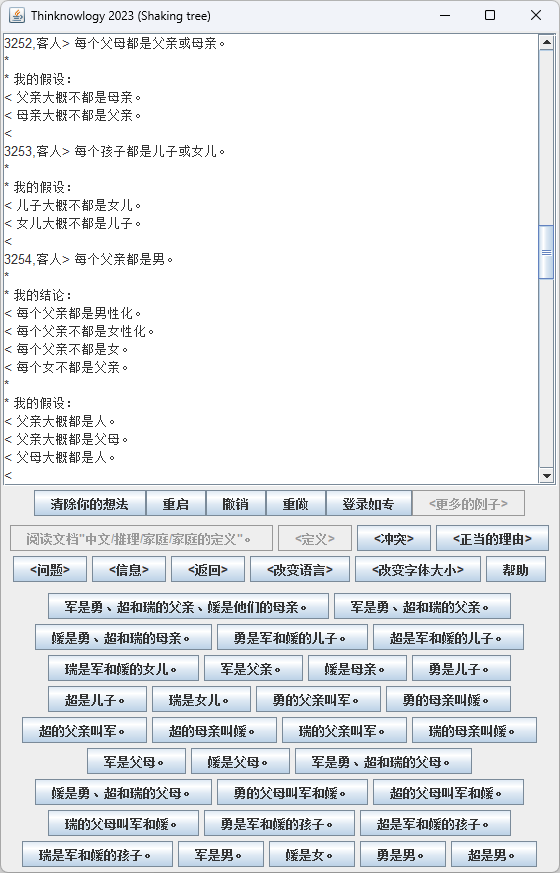 Thinknowlogy 2023 (Shaking tree)
3252,客人> 每个父母都是父亲或母亲。
*
* 我的假设：
< 父亲大概不都是母亲。
< 母亲大概不都是父亲。
<
3253,客人> 每个孩子都是儿子或女儿。
*
* 我的假设：
< 儿子大概不都是女儿。
< 女儿大概不都是儿子。
<
3254,客人> 每个父亲都是男。
*
* 我的结论：
< 每个父亲都是男性化。
< 每个父亲不都是女性化。
< 每个父亲不都是女。
< 每个女不都是父亲。
*
* 我的假设：
< 父亲大概都是人。
< 父亲大概都是父母。
< 父母大概都是人。
<
清除你的想法 重启 撤销 重做 登录如专 <更多的例子>
阅读文档"中文/推理/家庭/家庭的定义"。 <定义> <冲突> <正当的理由>
<问题> <信息> <返回> <改变语言> <改变字体大小> 帮助
军是勇、超和瑞的父亲、媛是他们的母亲。 军是勇、超和瑞的父亲。
媛是勇、超和瑞的母亲。 勇是军和媛的儿子。 超是军和媛的儿子。
瑞是军和媛的女儿。 军是父亲。 媛是母亲。 勇是儿子。
超是儿子。 瑞是女儿。 勇的父亲叫军。 勇的母亲叫媛。
超的父亲叫军。 超的母亲叫媛。 瑞的父亲叫军。 瑞的母亲叫媛。
军是父母。 媛是父母。 军是勇、超和瑞的父母。
媛是勇、超和瑞的父母。 勇的父母叫军和媛。 超的父母叫军和媛。
瑞的父母叫军和媛。 勇是军和媛的孩子。 超是军和媛的孩子。
瑞是军和媛的孩子。 军是男。 媛是女。 勇是男。 超是男。